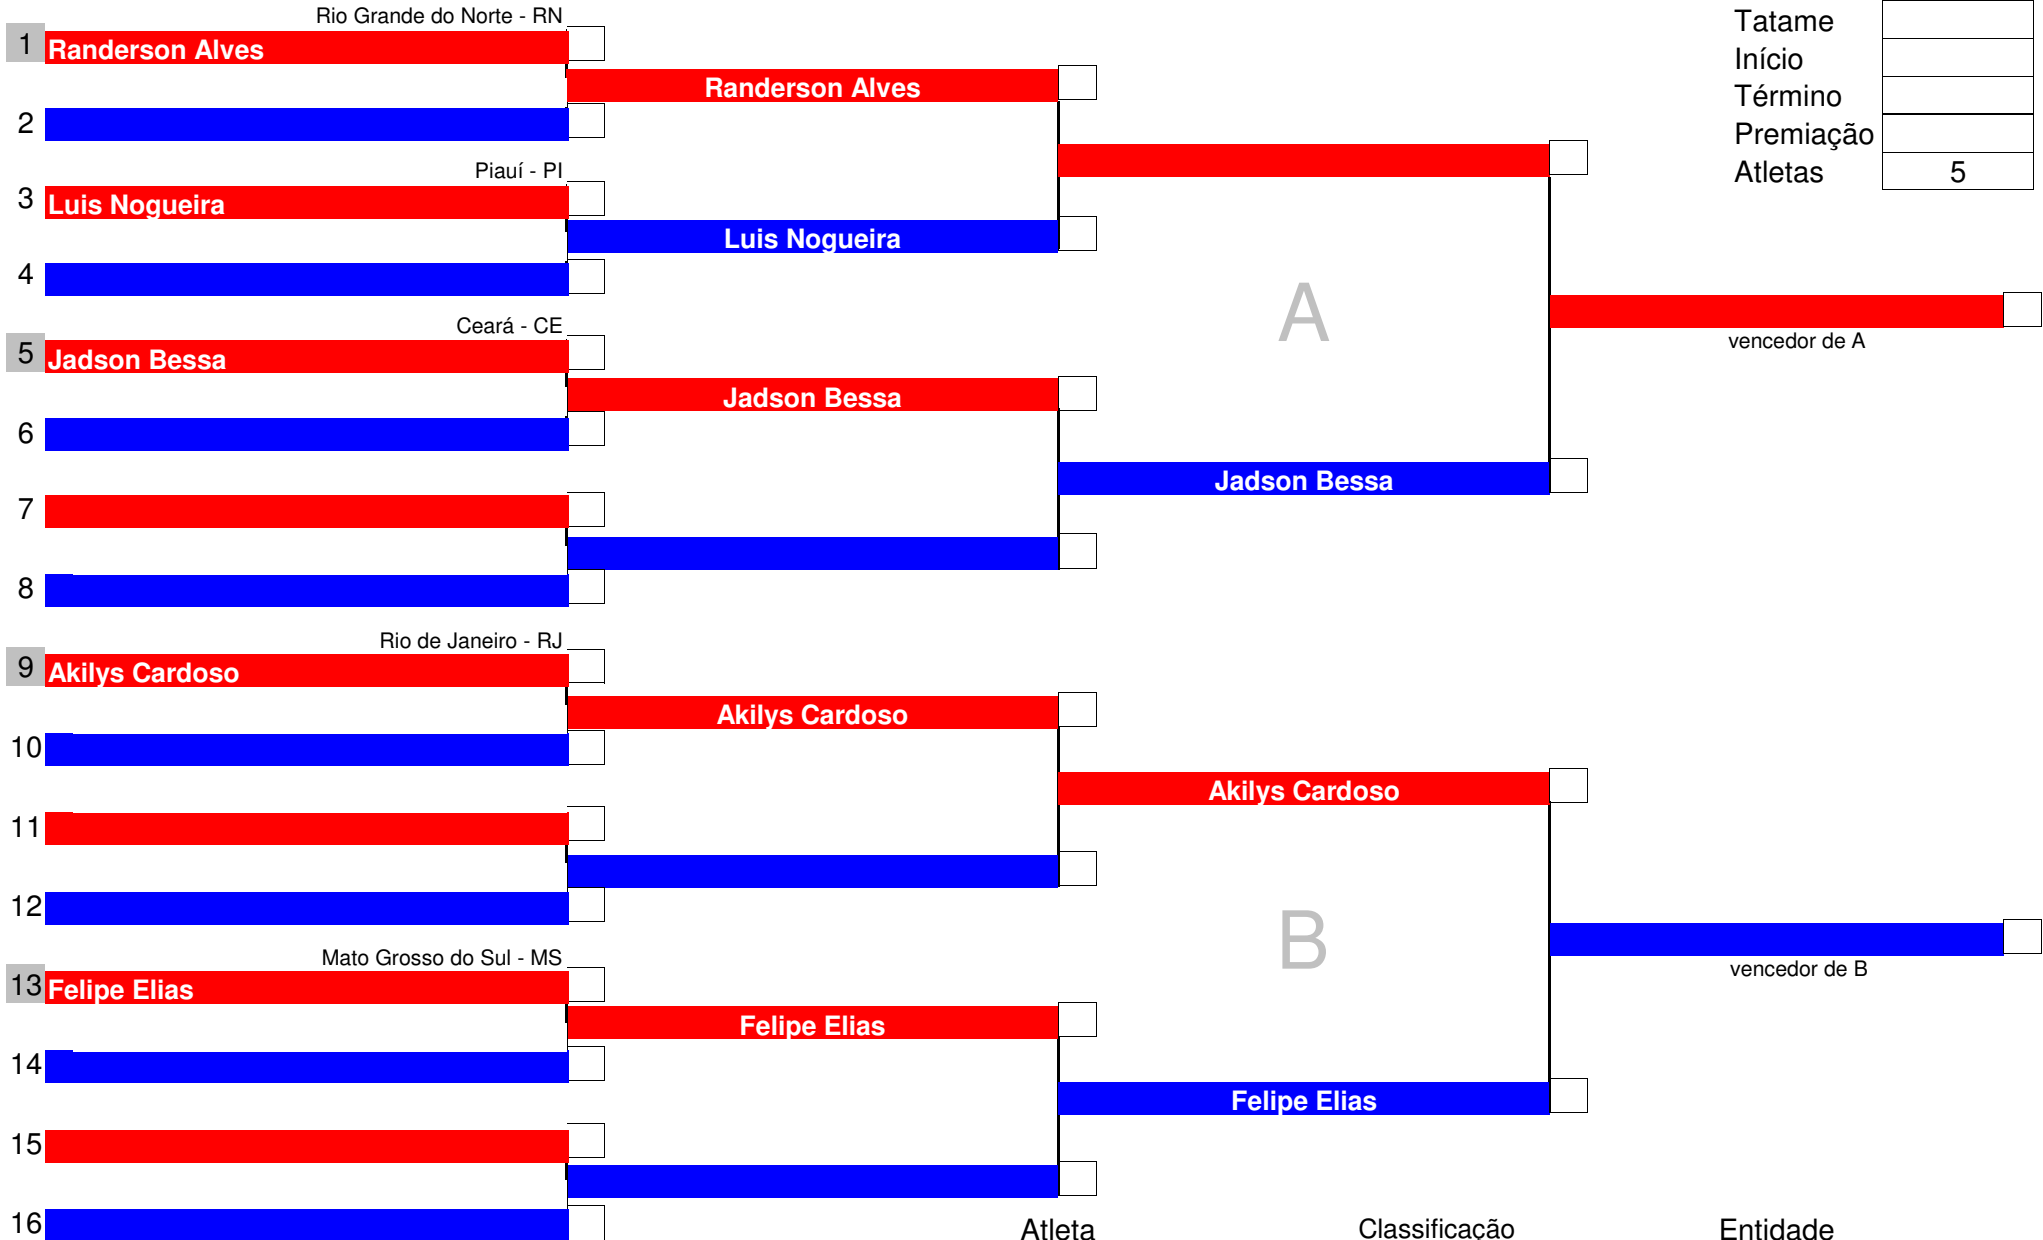 Rio Grande do Norte - RN
1 Randerson Alves
Randerson Alves
2
Piauí - PI
3 Luis Nogueira
Luis Nogueira
4
Ceará - CE
5 Jadson Bessa
Jadson Bessa
6
Jadson Bessa
7
8
Rio de Janeiro - RJ
9 Akilys Cardoso
Akilys Cardoso
10
Akilys Cardoso
11
12
Mato Grosso do Sul - MS
13 Felipe Elias
Felipe Elias
14
Felipe Elias
15
16
A
vencedor de A
B
vencedor de B
Tatame
Início
Término
Premiação
Atletas 5
Atleta Classificação Entidade